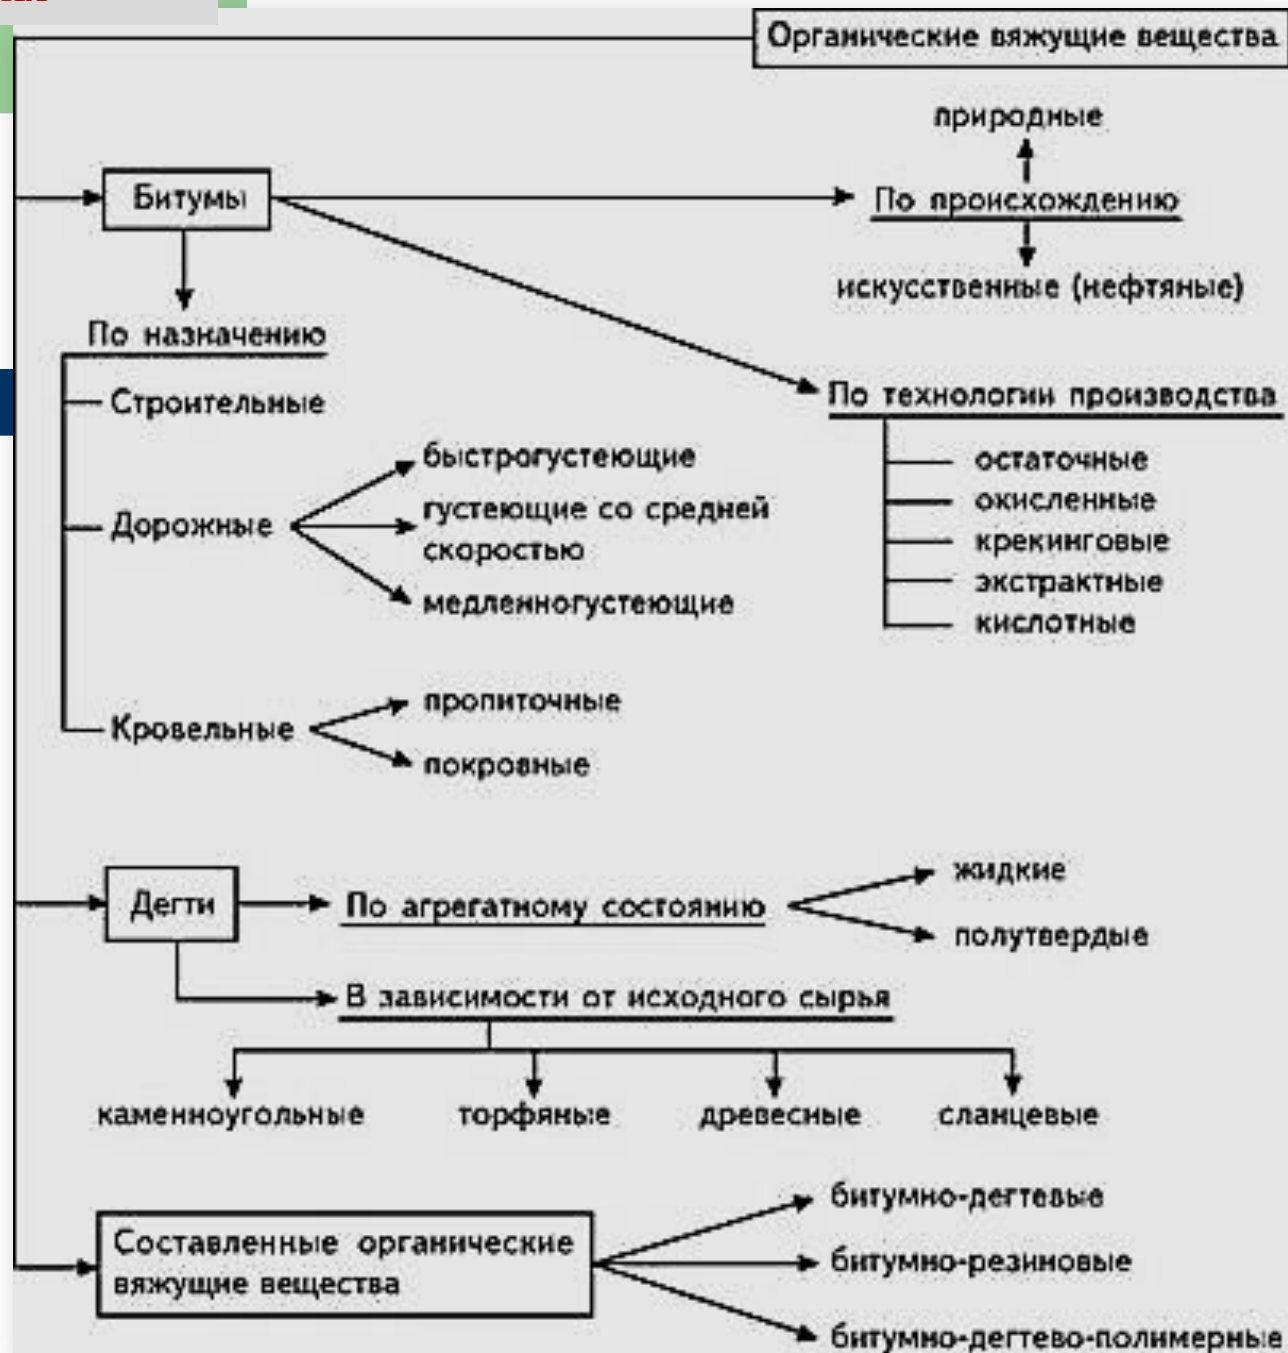 Органические вяжущие вещества
природные
Битумы
По происхождению
искусственные (нефтяные)
По назначению
По технологии производства
Строительные
быстрогустеющие
остаточные
окисленные
Дорожные
густеющие со средней
скоростью
крекинговые
экстрактные
медленногустеющие
кислотные
пропиточные
Кровельные
покровные
жидкие
Дегти
По агрегатному состоянию
полутвердые
В зависимости от исходного сырья
каменноугольные
торфяные
древесные
сланцевые
битумно-дегтевые
Составленные органические
вяжущие вещества
битумно-резиновые
битумно-дегтево-полимерные